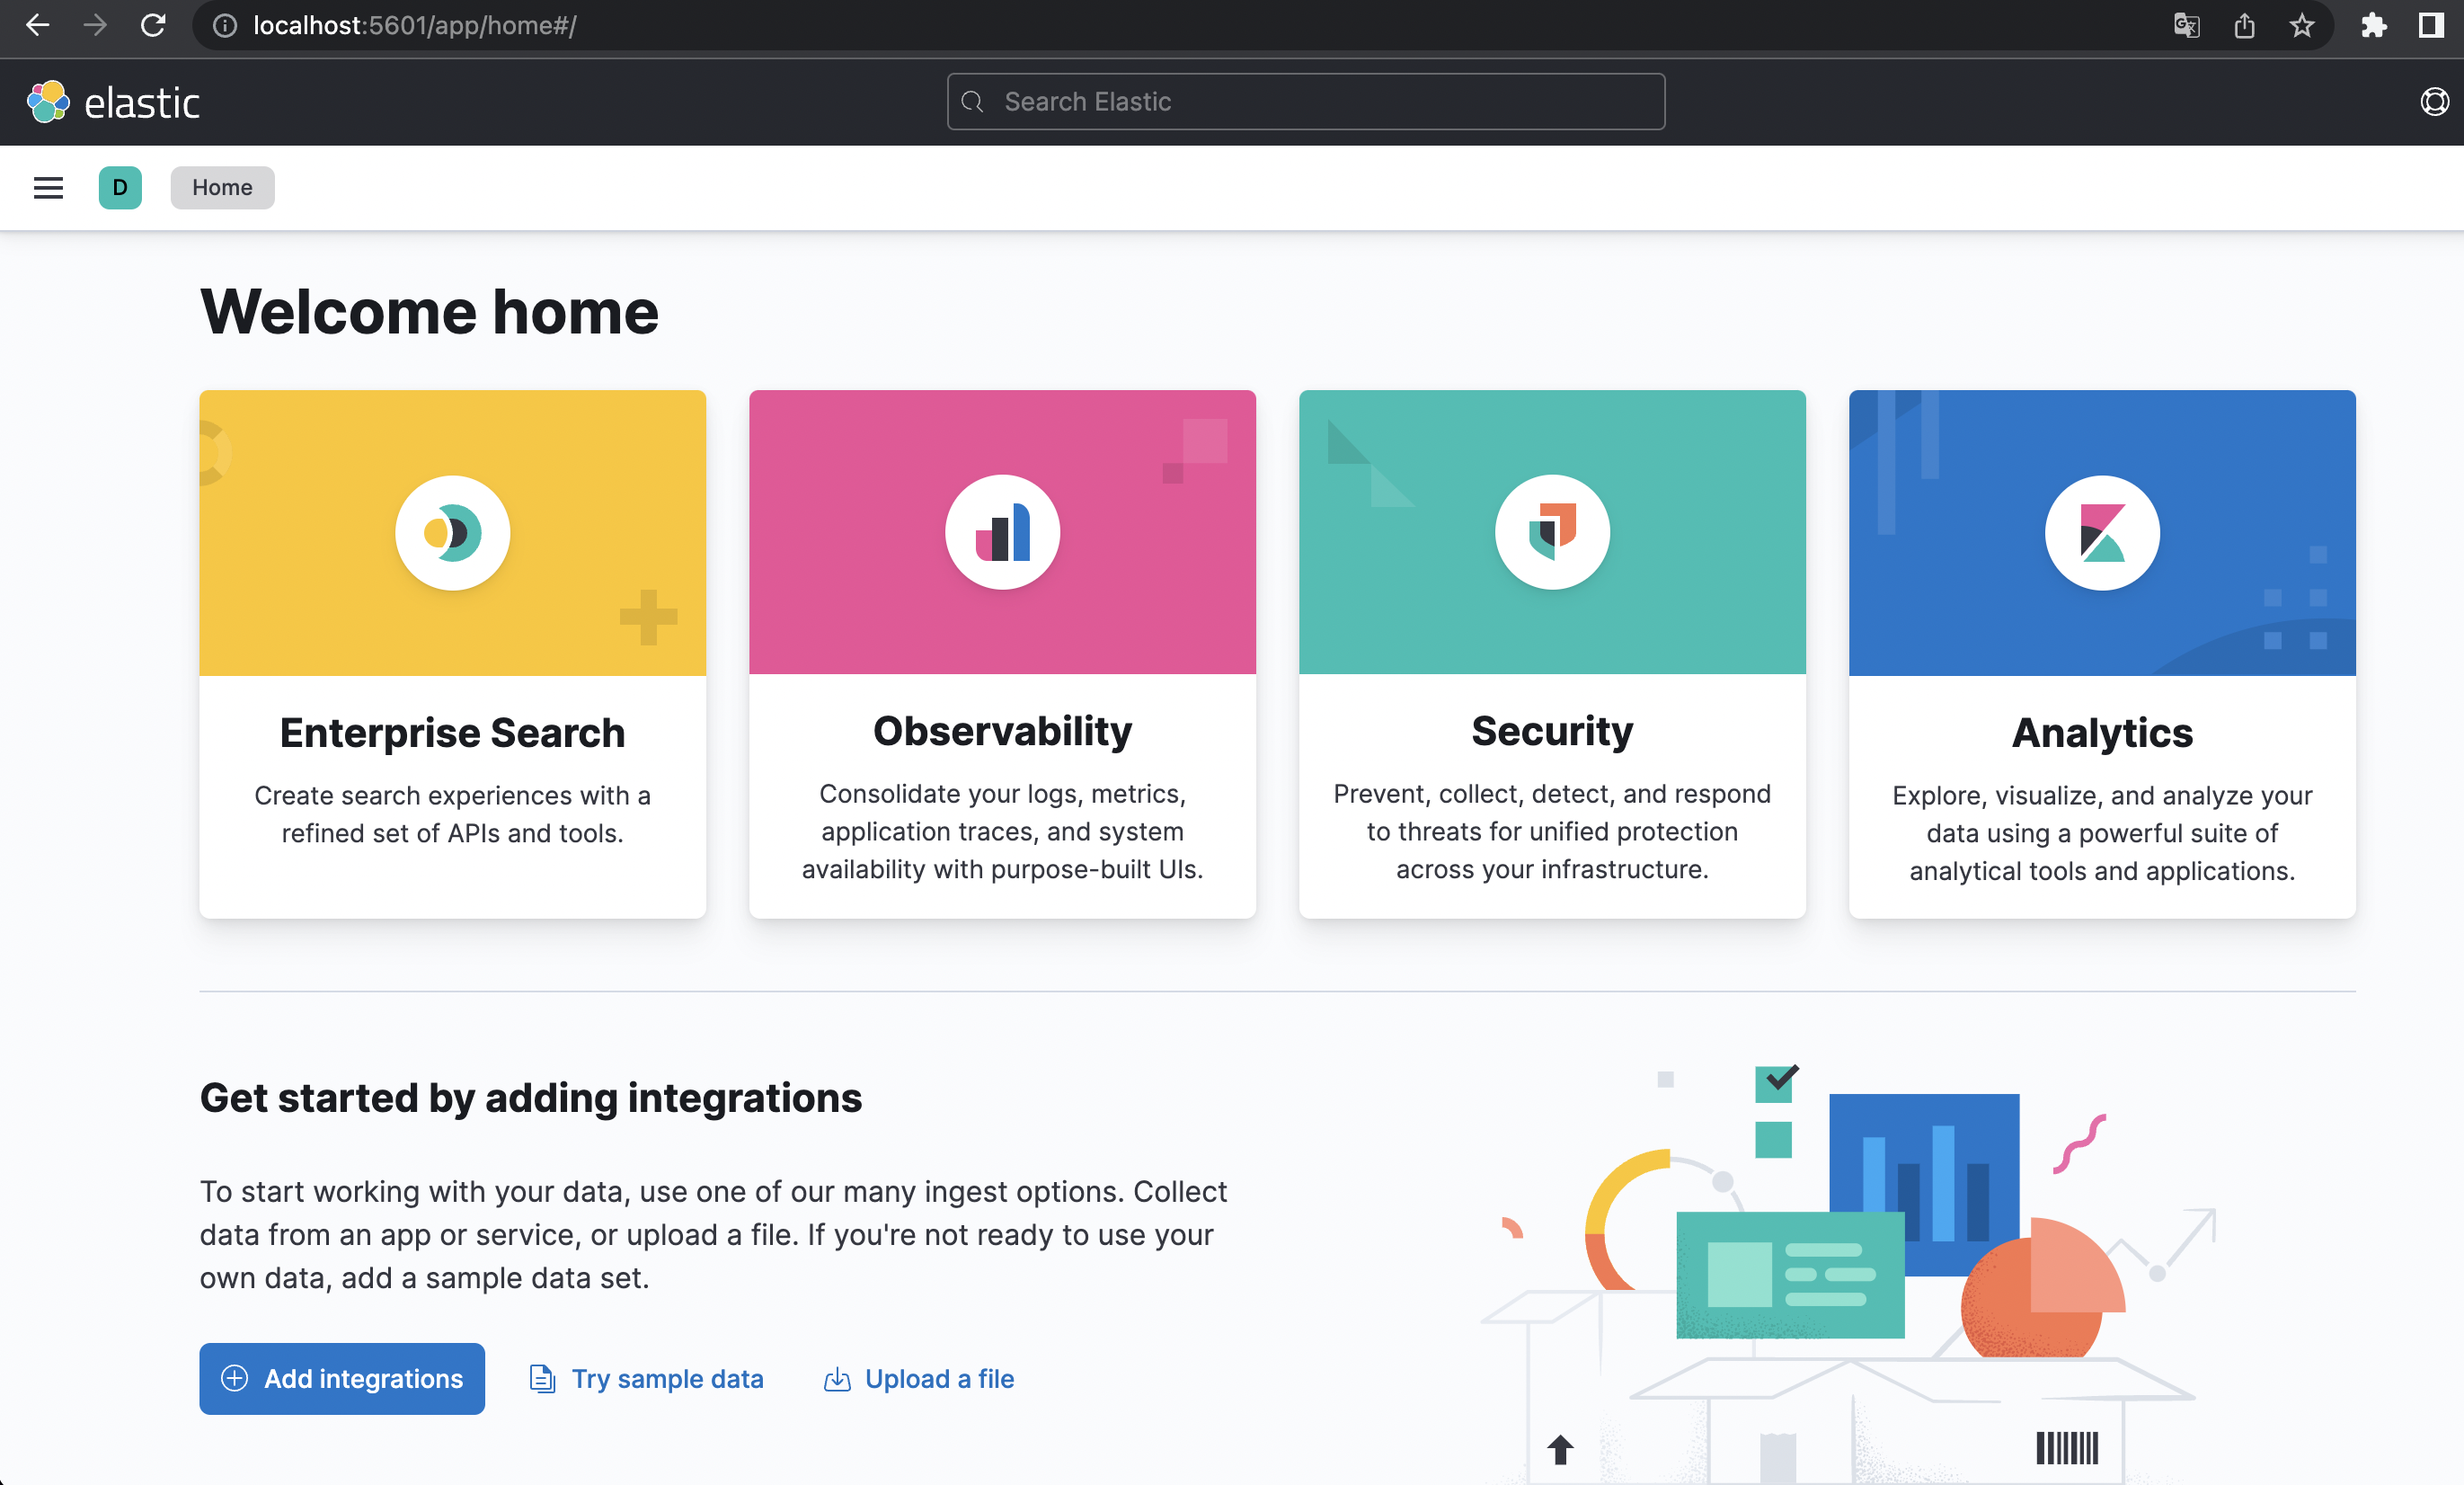 localhost:5601/app/home#/
elastic
Search Elastic
D
Home
Welcome home
Enterprise Search
Create search experiences with a
refined set of APIs and tools.
Observability
Consolidate your logs, metrics,
application traces, and system
availability with purpose-built UIs.
Security
Prevent, collect, detect, and respond
to threats for unified protection
across your infrastructure.
Analytics
Explore, visualize, and analyze your
data using a powerful suite of
analytical tools and applications.
Get started by adding integrations
To start working with your data, use one of our many ingest options. Collect
data from an app or service, or upload a file. If you're not ready to use your
own data, add a sample data set.
Add integrations
Try sample data
Upload a file